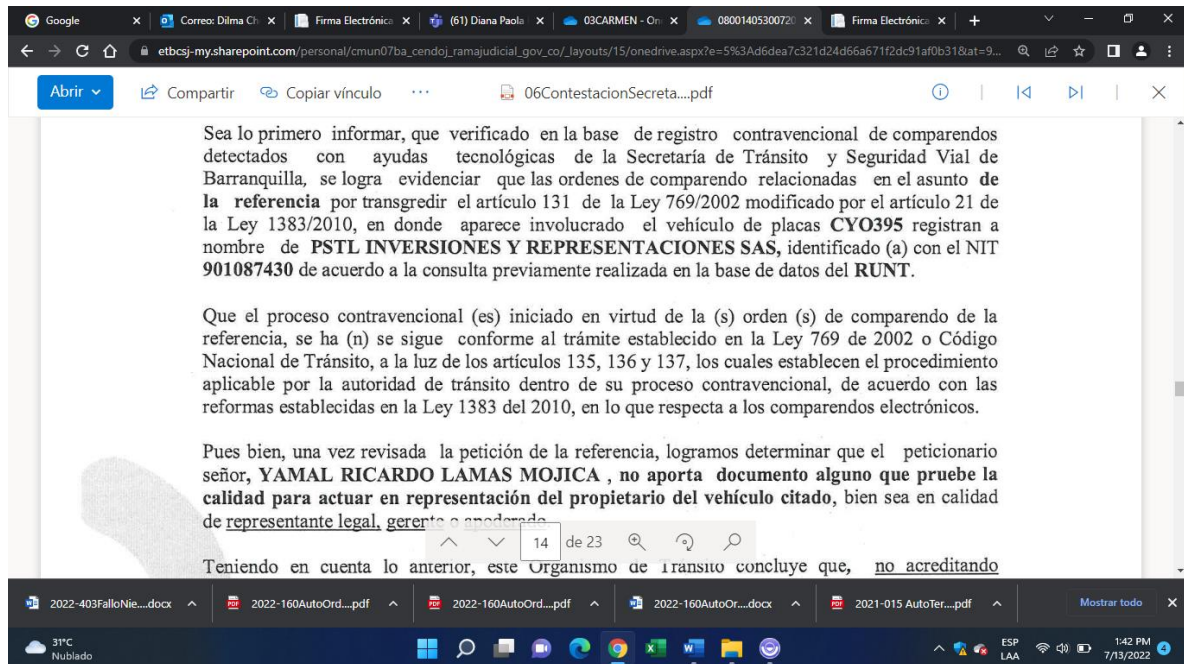 Google
Correo: Dilma Ch
Firma Electrónica
(61) Diana Paola
03CARMEN - On
08001405300720
Firma Electrónica
etbcsj-my.sharepoint.com/personal/cmun07ba_cendoj_ramajudicial_gov_co/_layouts/15/onedrive.aspx?e=5%3Ad6dea7c321d24d66a671f2dc91af0b31&at=9...
Abrir
Compartir
Copiar vínculo
...
06ContestacionSecreta....pdf
Sea lo primero informar, que verificado en la base de registro contravencional de comparendos
detectados con ayudas tecnológicas de la Secretaría de Tránsito y Seguridad Vial de
Barranquilla, se logra evidenciar que las ordenes de comparendo relacionadas en el asunto de
la referencia por transgredir el artículo 131 de la Ley 769/2002 modificado por el artículo 21 de
la Ley 1383/2010, en donde aparece involucrado el vehículo de placas CYO395 registran a
nombre de PSTL INVERSIONES Y REPRESENTACIONES SAS, identificado (a) con el NIT
901087430 de acuerdo a la consulta previamente realizada en la base de datos del RUNT.
Que el proceso contravencional (es) iniciado en virtud de la (s) orden (s) de comparendo de la
referencia, se ha (n) se sigue conforme al trámite establecido en la Ley 769 de 2002 o Código
Nacional de Tránsito, a la luz de los artículos 135, 136 y 137, los cuales establecen el procedimiento
aplicable por la autoridad de tránsito dentro de su proceso contravencional, de acuerdo con las
reformas establecidas en la Ley 1383 del 2010, en lo que respecta a los comparendos electrónicos.
Pues bien, una vez revisada la petición de la referencia, logramos determinar que el peticionario
señor, YAMAL RICARDO LAMAS MOJICA , no aporta documento alguno que pruebe la
calidad para actuar en representación del propietario del vehículo citado, bien sea en calidad
de representante legal, gerente o apoderado.
14 de 23
Teniendo en cuenta lo anterior, este Organismo de Tránsito concluye que, no acreditando
2022-403FalloNie....docx
2022-160AutoOrd....pdf
2022-160AutoOrd....pdf
2022-160AutoOr....docx
2021-015 AutoTer....pdf
Mostrar todo
31°C
Nublado
ESP
LAA
1:42 PM
7/13/2022
4